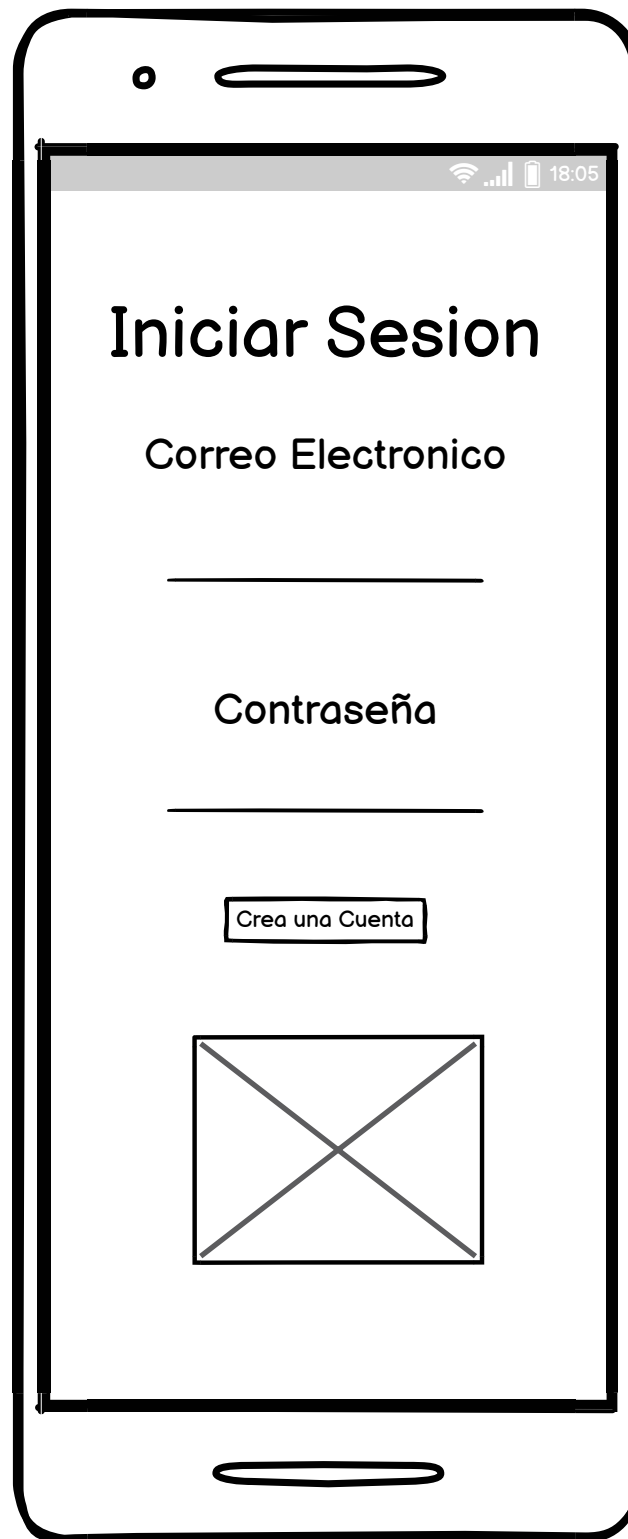 18:05
Iniciar Sesion
Correo Electronico
Contraseña
Crea una Cuenta